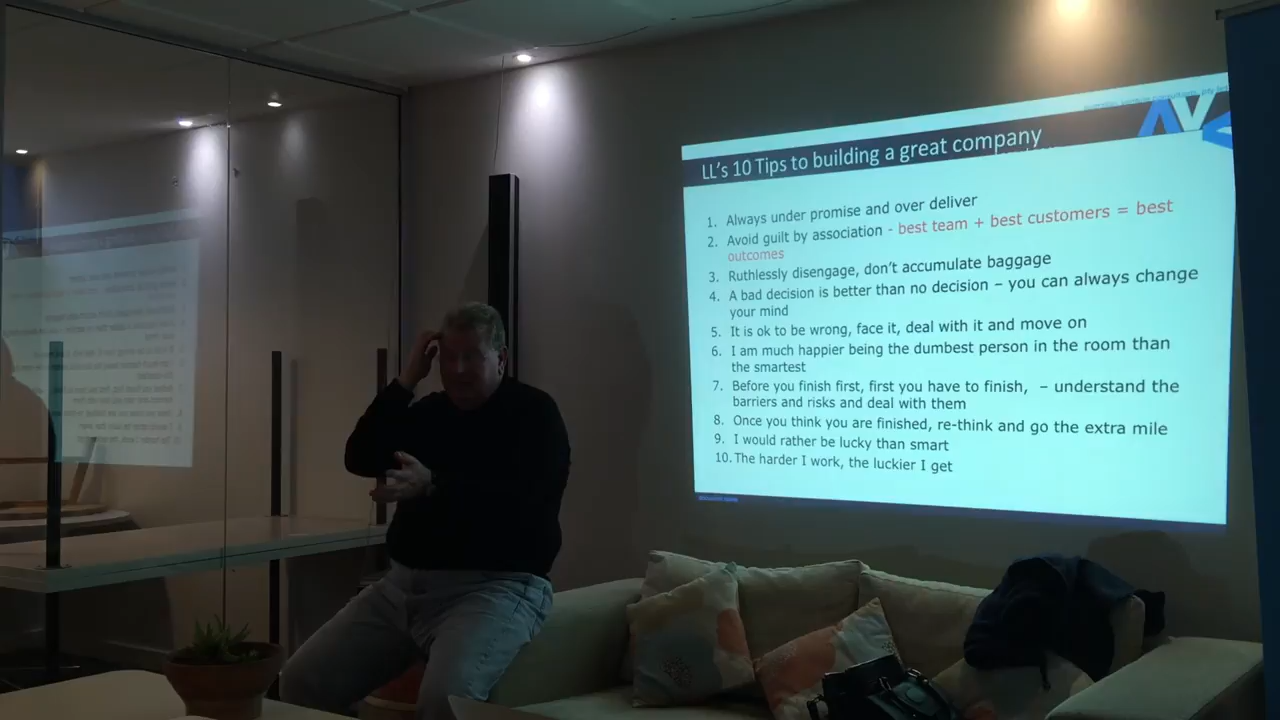 LL's 10 Tips to building a great company
1. Always under promise and over deliver
2. Avoid guilt by association - best team + best customers = best
outcomes
3. Ruthlessly disengage, don't accumulate baggage
4. A bad decision is better than no decision – you can always change
your mind
5. It is ok to be wrong, face it, deal with it and move on
6. I am much happier being the dumbest person in the room than
the smartest
7. Before you finish first, first you have to finish, – understand the
barriers and risks and deal with them
8. Once you think you are finished, re-think and go the extra mile
9. I would rather be lucky than smart
10. The harder I work, the luckier I get